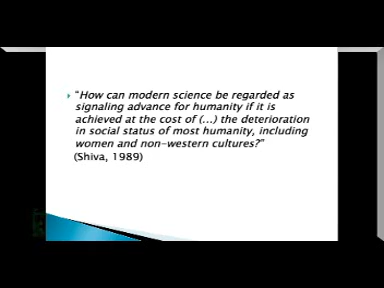 "How can modern science be regarded as
signaling advance for humanity if it is
achieved at the cost of (...) the deterioration
in social status of most humanity, including
women and non-western cultures?"
(Shiva, 1989)